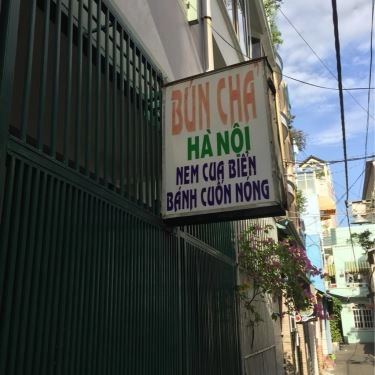 BÚN CHẢ
HÀ NỘI
NEM CUA BIỂN
BÁNH CUỐN NÓNG